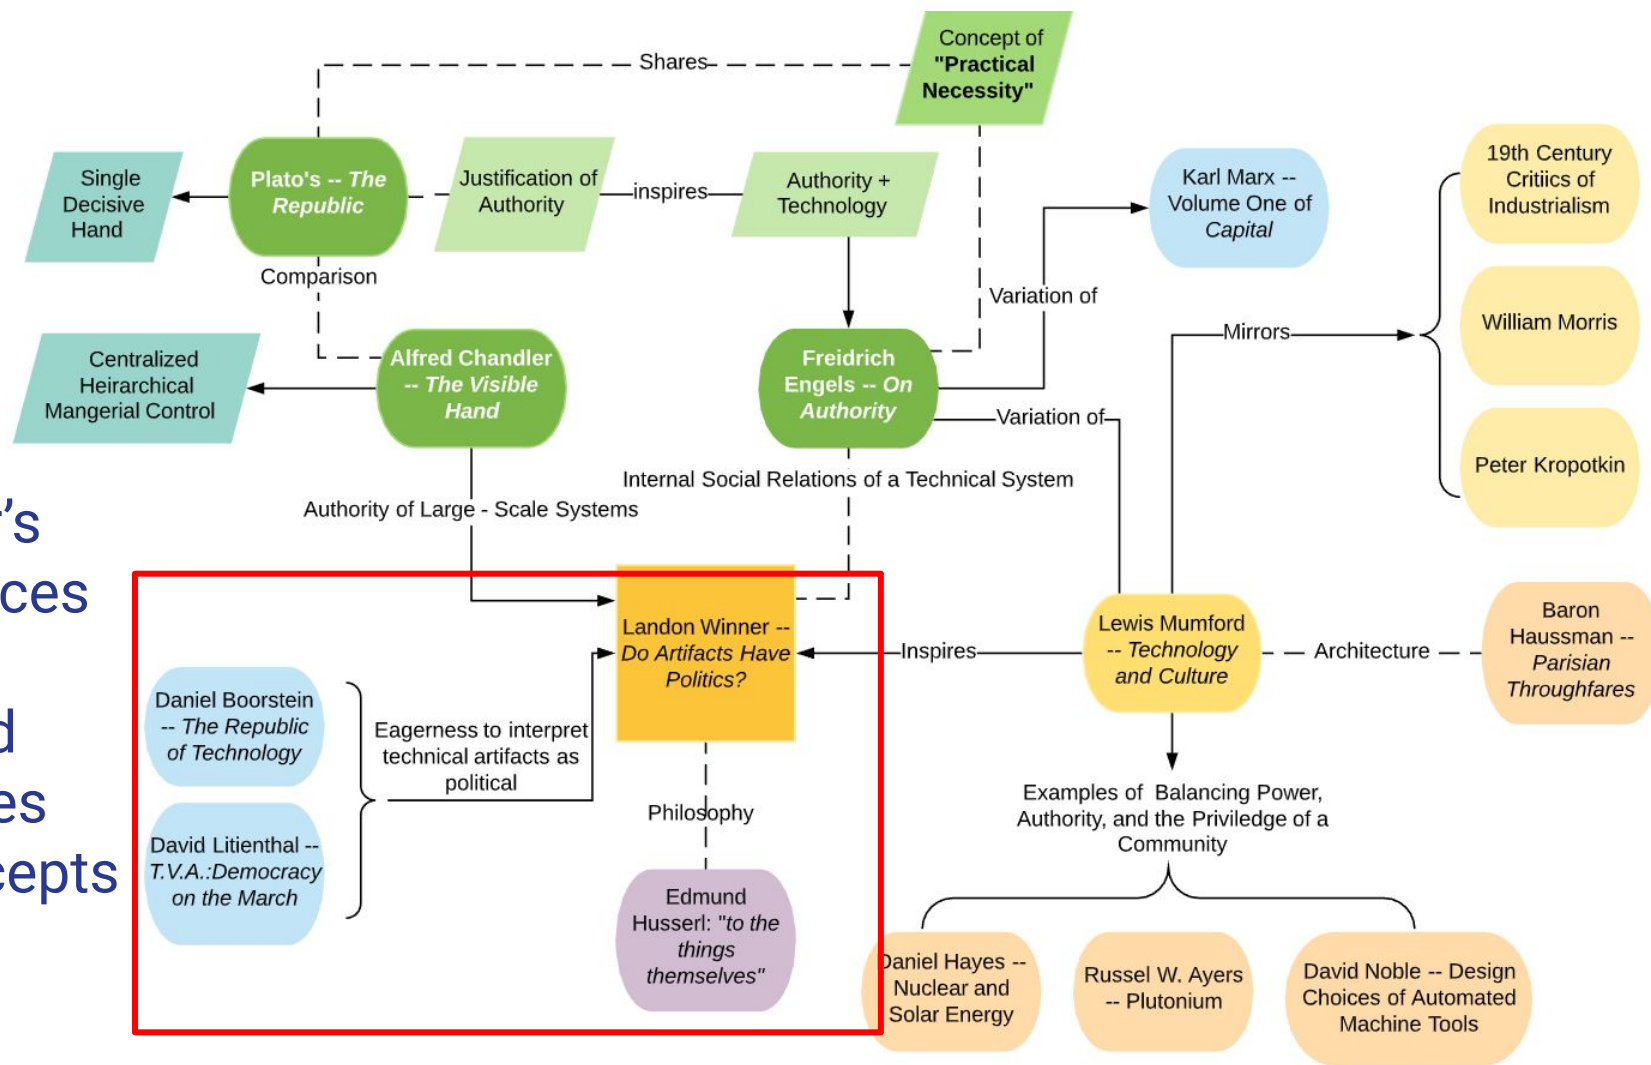 Concept of
"Practical
Necessity"
Shares
Single
Decisive
Hand
Plato's -- The
Republic
Justification of
Authority
inspires
Authority +
Technology
Karl Marx --
Volume One of
Capital
19th Century
Critiics of
Industrialism
Comparison
Variation of
William Morris
Mirrors
Centralized
Heirarchical
Mangerial Control
Alfred Chandler
-- The Visible
Hand
Freidrich
Engels -- On
Authority
Variation of
Peter Kropotkin
Internal Social Relations of a Technical System
Authority of Large - Scale Systems
r's
ces
d
es
cepts
Landon Winner --
Do Artifacts Have
Politics?
Inspires
Lewis Mumford
-- Technology
and Culture
Architecture
Baron
Haussman --
Parisian
Throughfares
Daniel Boorstein
-- The Republic
of Technology
Eagerness to interpret
technical artifacts as
political
David Litienthal --
T.V.A.:Democracy
on the March
Philosophy
Edmund
Husserl: "to the
things
themselves"
Examples of Balancing Power,
Authority, and the Priviledge of a
Community
Daniel Hayes --
Nuclear and
Solar Energy
Russel W. Ayers
-- Plutonium
David Noble -- Design
Choices of Automated
Machine Tools